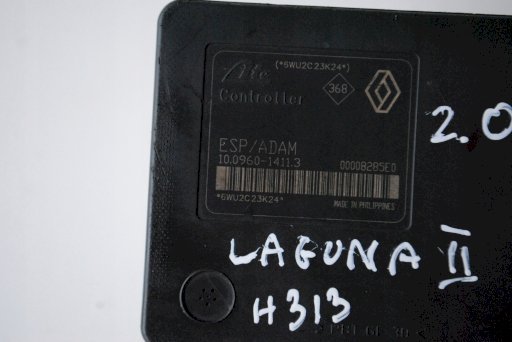 (*6WU2C23K24*)
Ate
368
Controller
2.0
ESP/ADAM
10.0960-1411.3 00008285E0
*6WU2C23K24*
MADE IN PHILIPPINES
LAGUNA II
H313